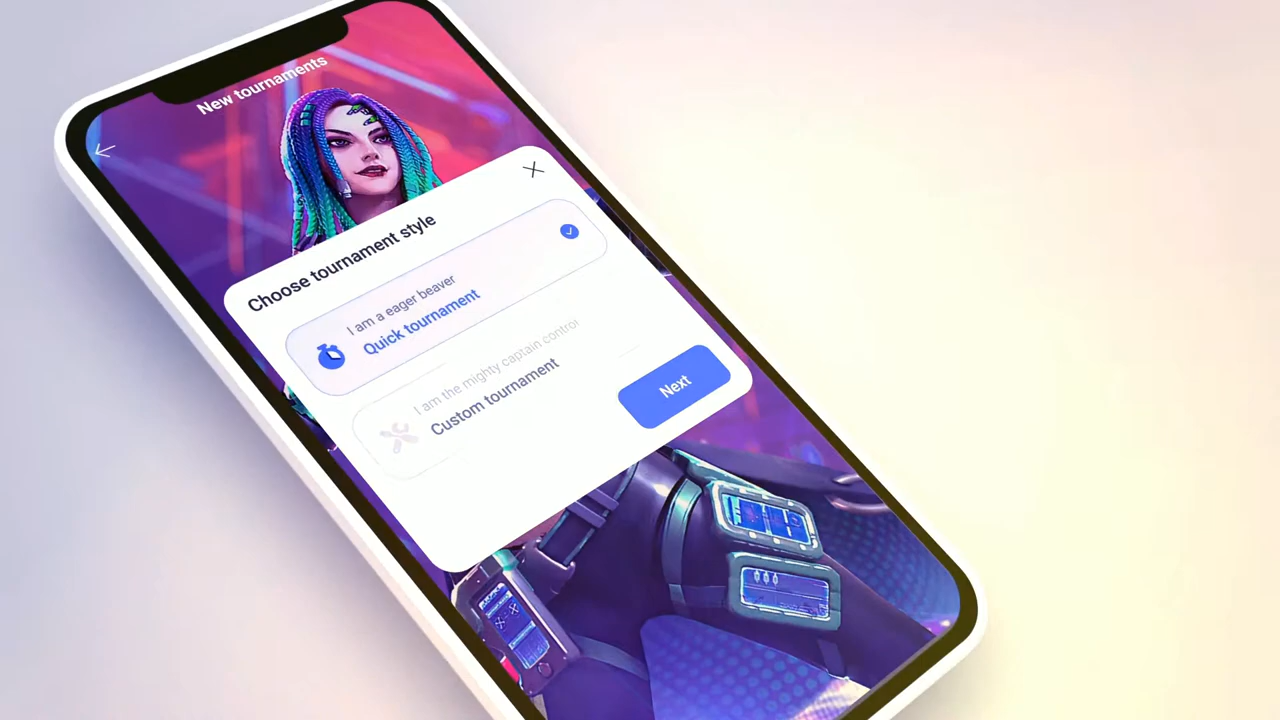 New tournaments
Choose tournament style
I am a eager beaver
Quick tournament
I am the mighty captain control
Custom tournament
Next